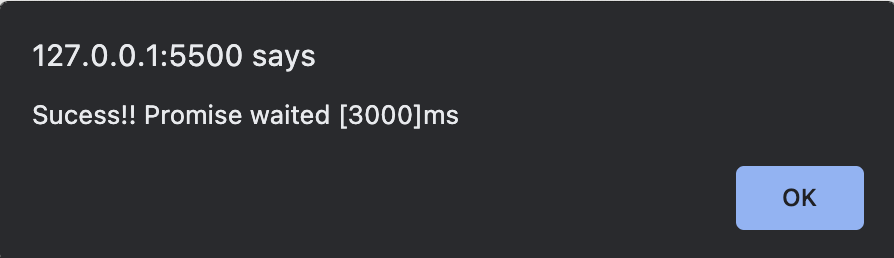 127.0.0.1:5500 says
Sucess!! Promise waited [3000]ms
OK